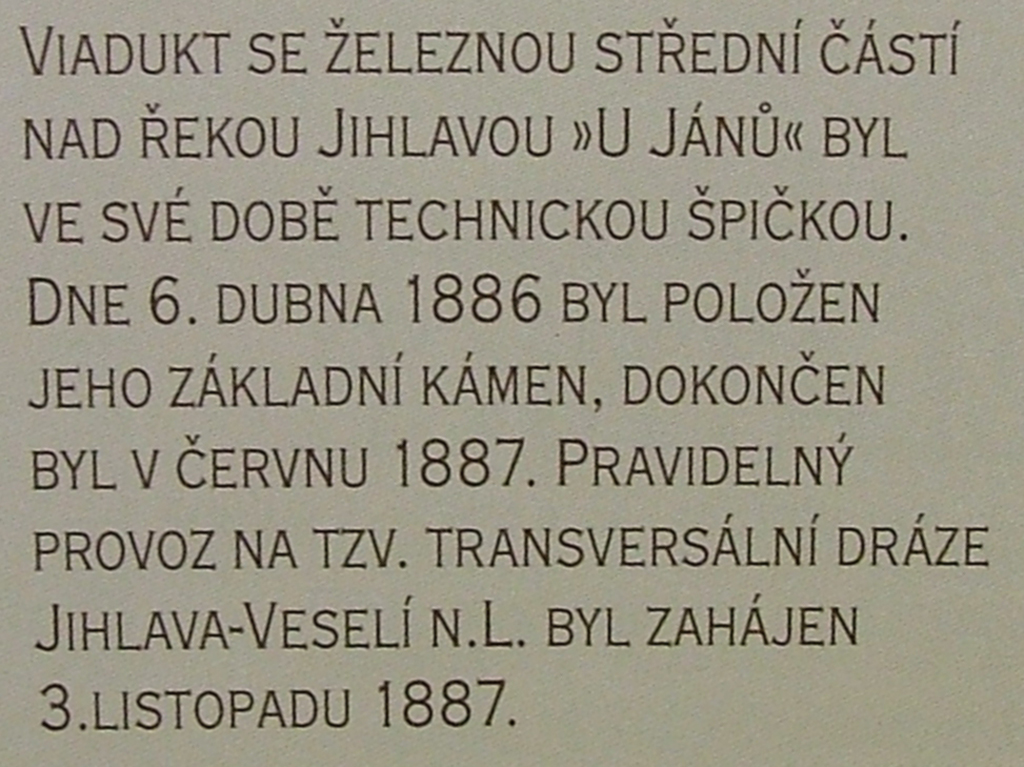 Viadukt se železnou střední částí
nad řekou Jihlavou »U Jánů« byl
ve své době technickou špičkou.
Dne 6. dubna 1886 byl položen
jeho základní kámen, dokončen
byl v červnu 1887. Pravidelný
provoz na tzv. transversální dráze
Jihlava-Veselí n.L. byl zahájen
3.listopadu 1887.